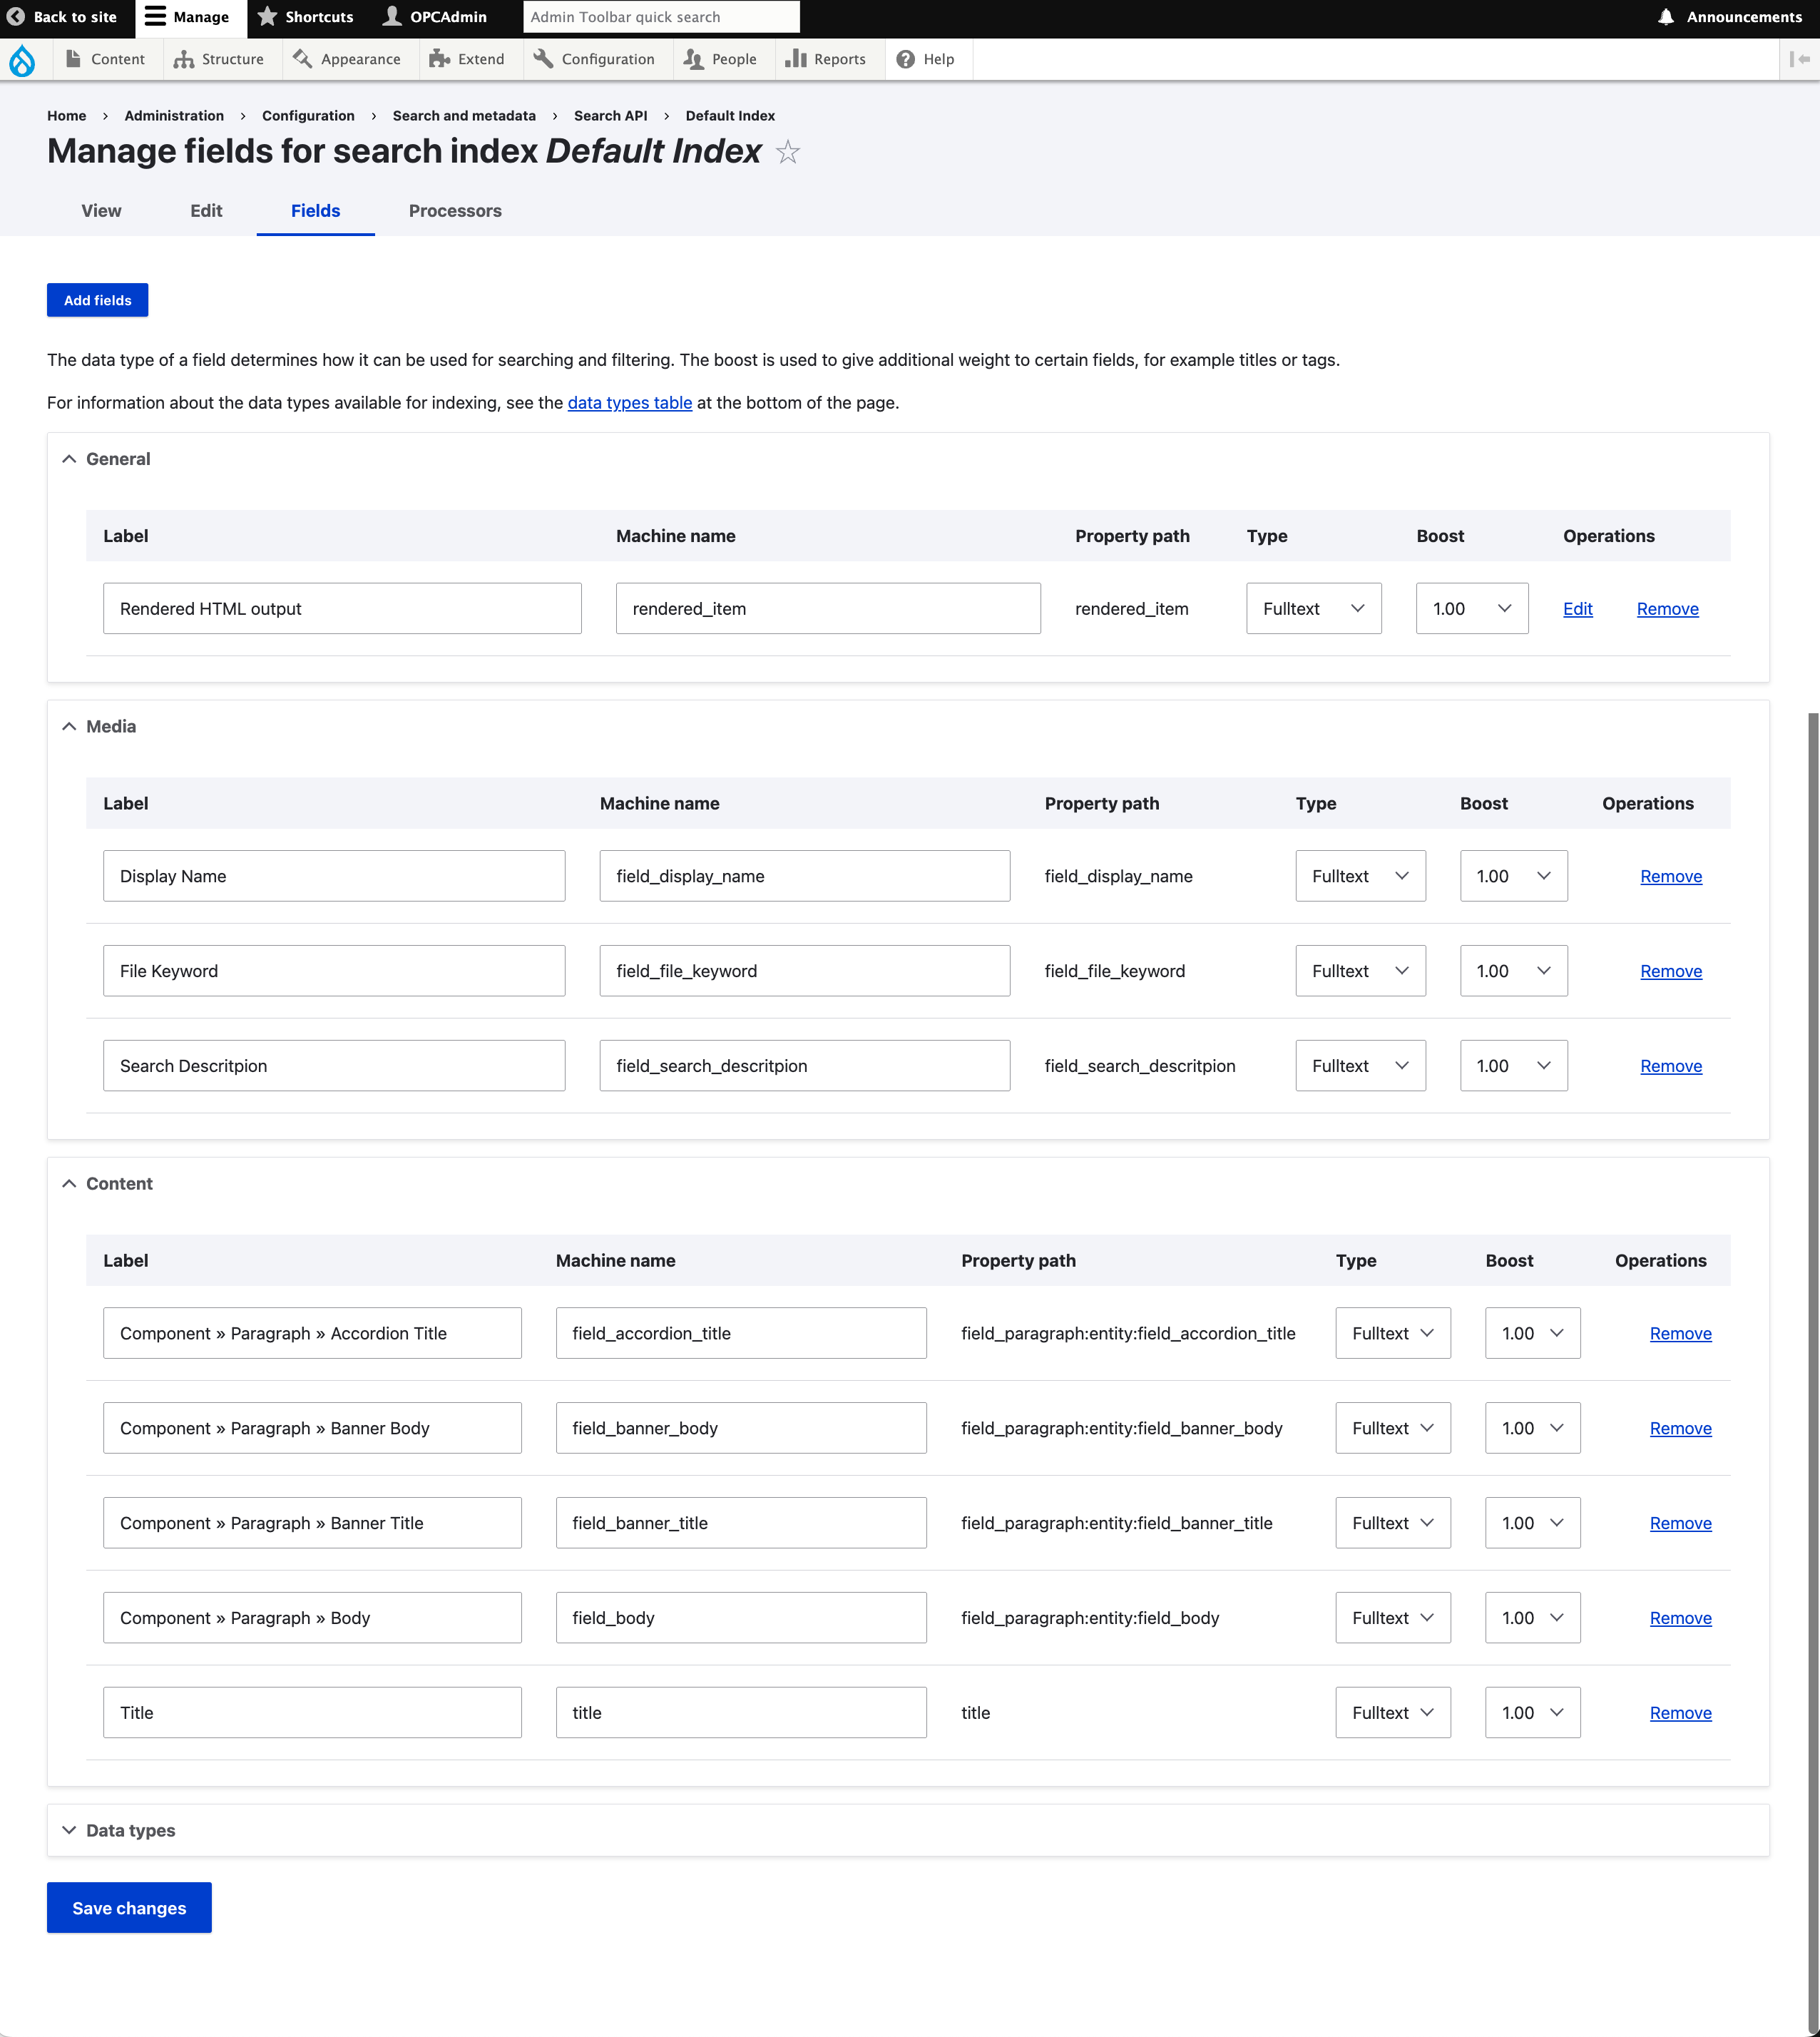 Back to site Manage Shortcuts OPCAdmin Admin Toolbar quick search Announcements
Content Structure Appearance Extend Configuration People Reports Help
Home › Administration › Configuration › Search and metadata › Search API › Default Index
Manage fields for search index Default Index
View Edit Fields Processors
Add fields
The data type of a field determines how it can be used for searching and filtering. The boost is used to give additional weight to certain fields, for example titles or tags.
For information about the data types available for indexing, see the data types table at the bottom of the page.
General
Label Machine name Property path Type Boost Operations
Rendered HTML output rendered_item rendered_item Fulltext 1.00 Edit Remove
Media
Label Machine name Property path Type Boost Operations
Display Name field_display_name field_display_name Fulltext 1.00 Remove
File Keyword field_file_keyword field_file_keyword Fulltext 1.00 Remove
Search Descritpion field_search_descritpion field_search_descritpion Fulltext 1.00 Remove
Content
Label Machine name Property path Type Boost Operations
Component » Paragraph » Accordion Title field_accordion_title field_paragraph:entity:field_accordion_title Fulltext 1.00 Remove
Component » Paragraph » Banner Body field_banner_body field_paragraph:entity:field_banner_body Fulltext 1.00 Remove
Component » Paragraph » Banner Title field_banner_title field_paragraph:entity:field_banner_title Fulltext 1.00 Remove
Component » Paragraph » Body field_body field_paragraph:entity:field_body Fulltext 1.00 Remove
Title title title Fulltext 1.00 Remove
Data types
Save changes